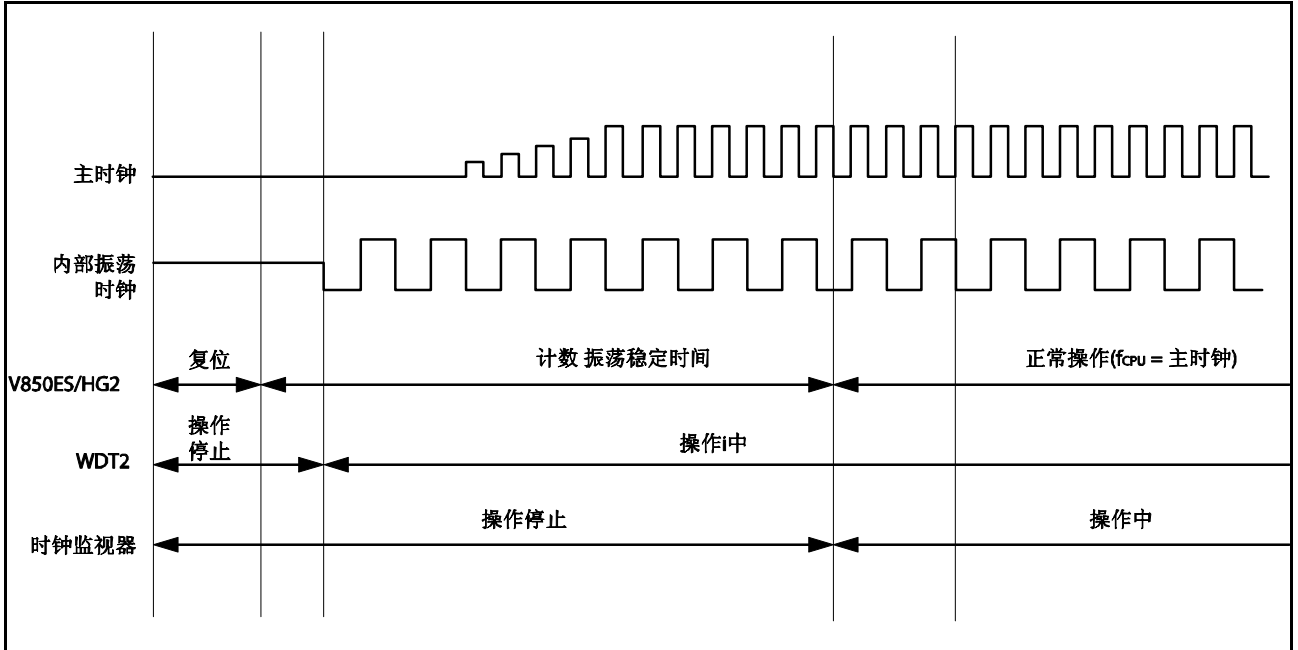 主时钟
内部振荡
时钟
复位
计数 振荡稳定时间
正常操作(fCPU = 主时钟)
V850ES/HG2
操作
停止
操作i中
WDT2
操作停止
操作中
时钟监视器